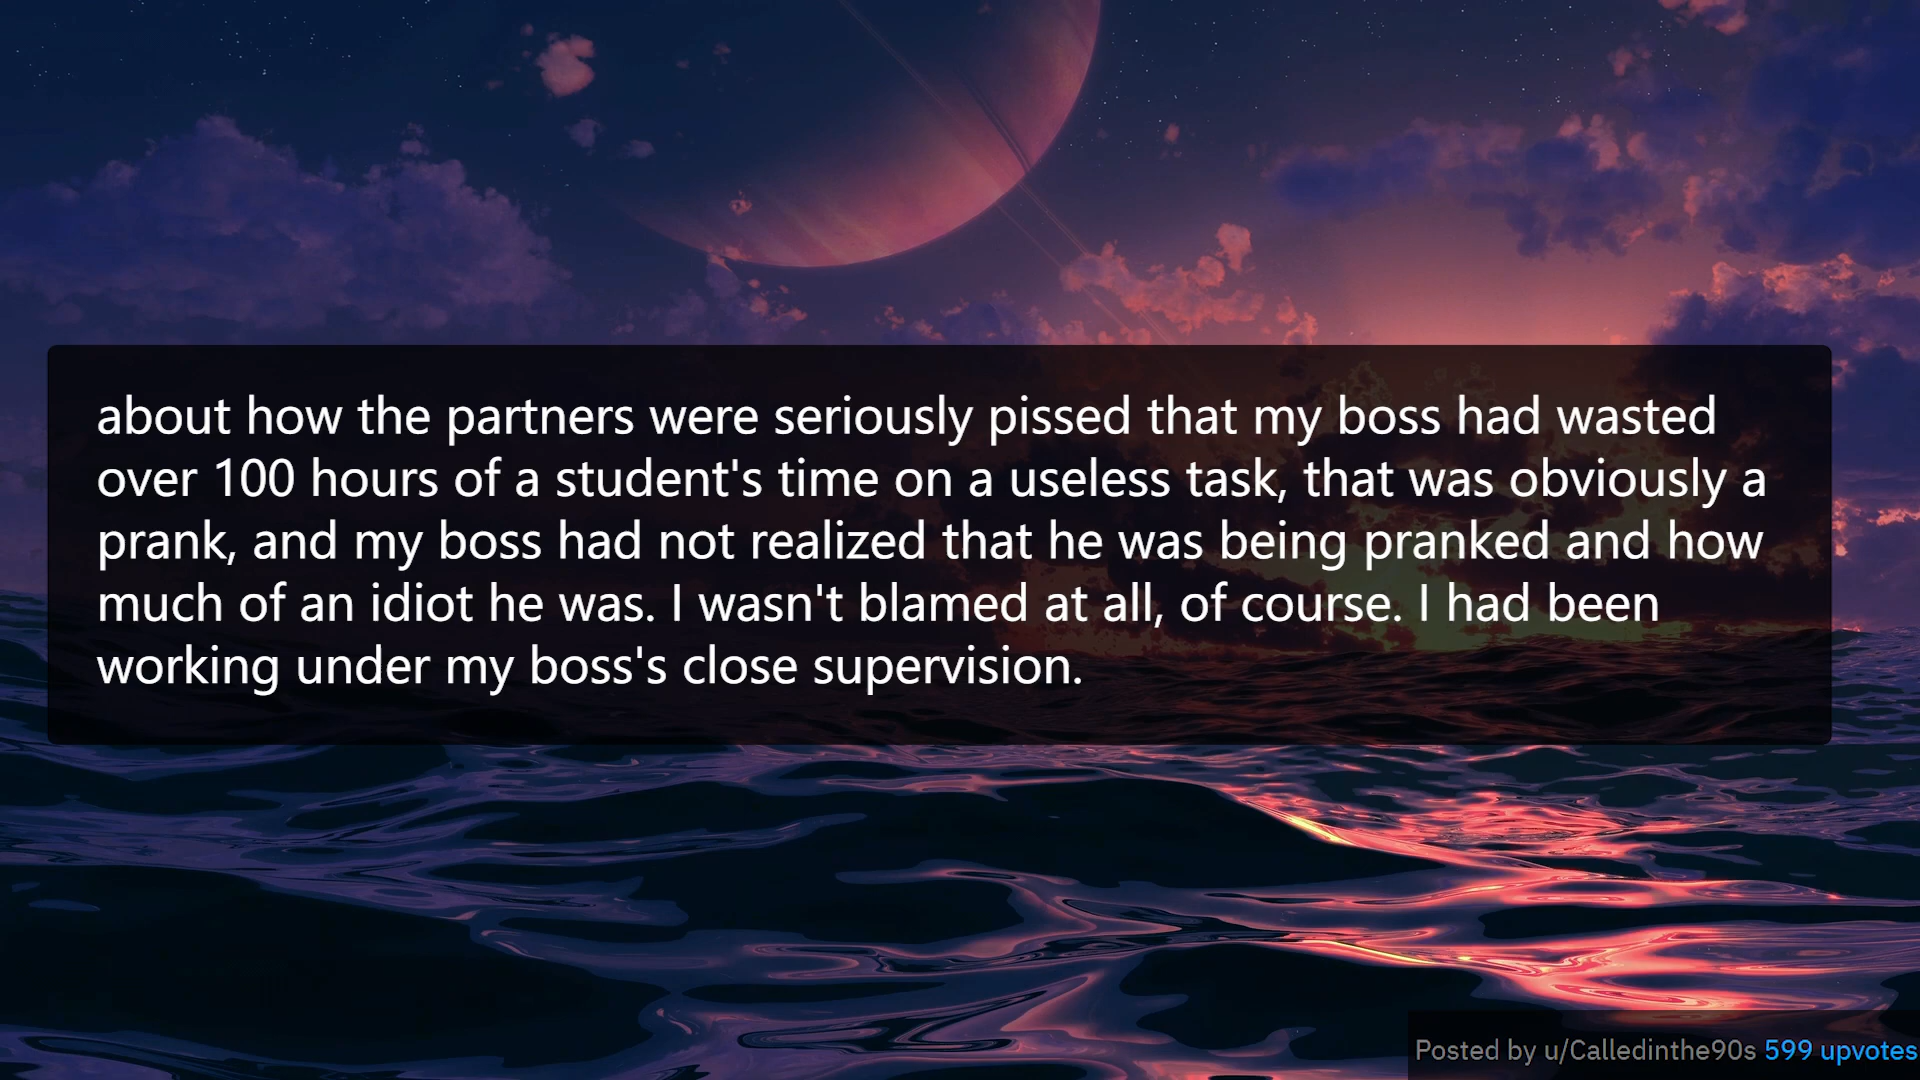 about how the partners were seriously pissed that my boss had wasted
over 100 hours of a student's time on a useless task, that was obviously a
prank, and my boss had not realized that he was being pranked and how
much of an idiot he was. I wasn't blamed at all, of course. I had been
working under my boss's close supervision.
Posted by u/Calledinthe90s 599 upvotes